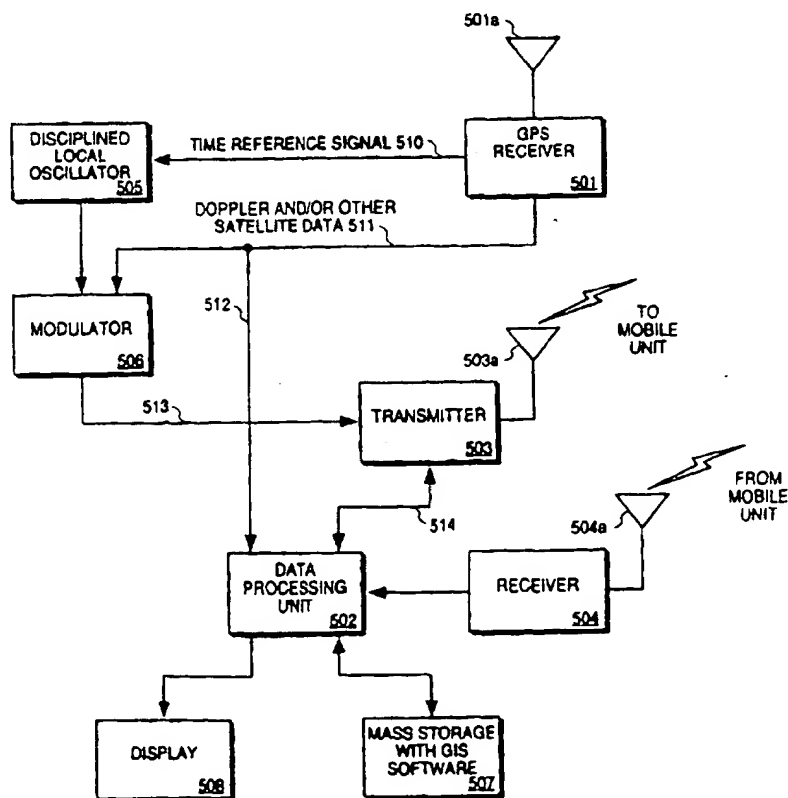 501a
GPS
RECEIVER
501
DISCIPLINED
LOCAL
OSCILLATOR
505
TIME REFERENCE SIGNAL 510
DOPPLER AND/OR OTHER
SATELLITE DATA 511
MODULATOR
506
512
TO
MOBILE
UNIT
503a
513
TRANSMITTER
503
FROM
MOBILE
UNIT
504a
514
DATA
PROCESSING
UNIT
502
RECEIVER
504
DISPLAY
508
MASS STORAGE
WITH GIS
SOFTWARE
507